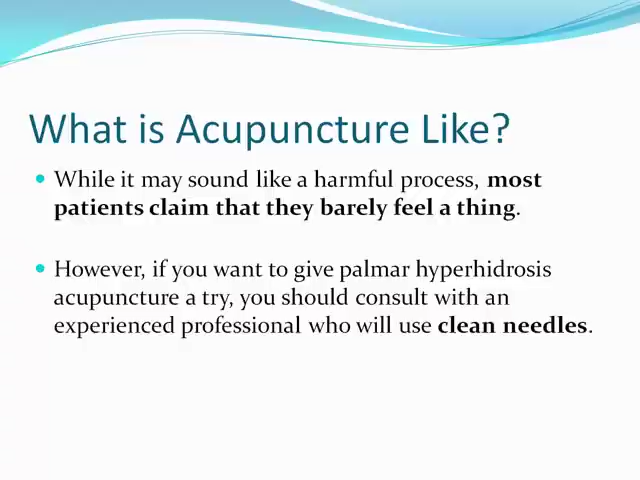 What is Acupuncture Like?
• While it may sound like a harmful process, most
patients claim that they barely feel a thing.
• However, if you want to give palmar hyperhidrosis
acupuncture a try, you should consult with an
experienced professional who will use clean needles.